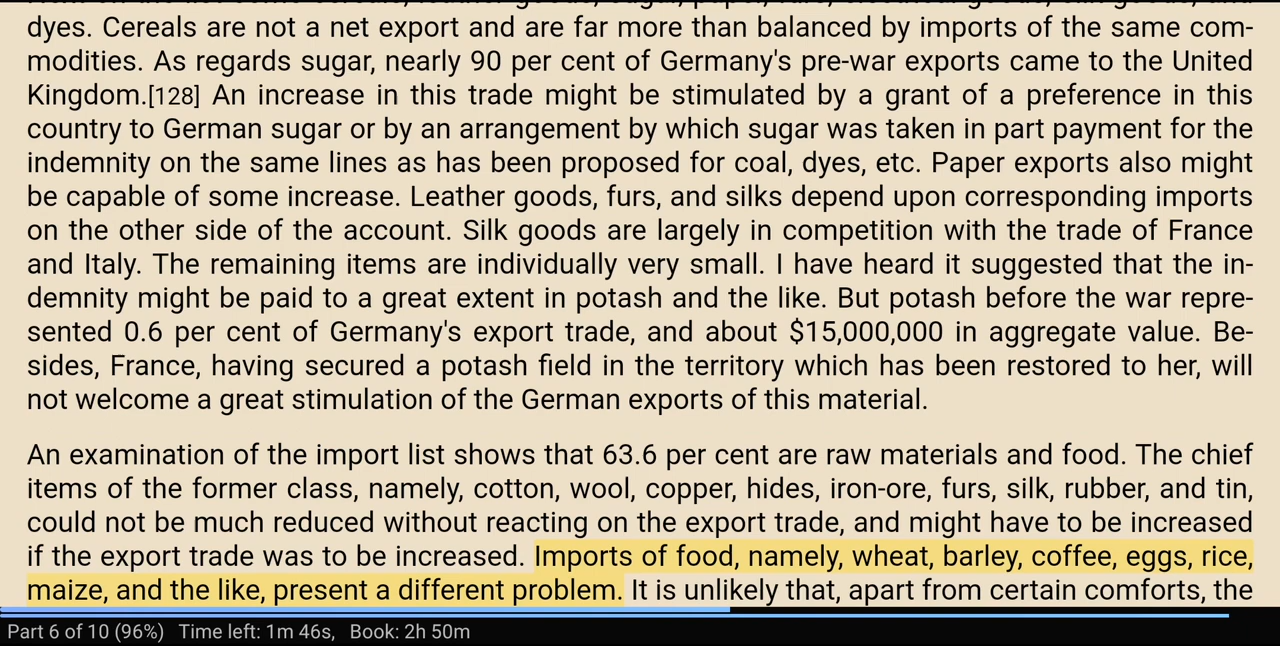 dyes. Cereals are not a net export and are far more than balanced by imports of the same com-
modities. As regards sugar, nearly 90 per cent of Germany's pre-war exports came to the United
Kingdom.[128] An increase in this trade might be stimulated by a grant of a preference in this
country to German sugar or by an arrangement by which sugar was taken in part payment for the
indemnity on the same lines as has been proposed for coal, dyes, etc. Paper exports also might
be capable of some increase. Leather goods, furs, and silks depend upon corresponding imports
on the other side of the account. Silk goods are largely in competition with the trade of France
and Italy. The remaining items are individually very small. I have heard it suggested that the in-
demnity might be paid to a great extent in potash and the like. But potash before the war repre-
sented 0.6 per cent of Germany's export trade, and about $15,000,000 in aggregate value. Be-
sides, France, having secured a potash field in the territory which has been restored to her, will
not welcome a great stimulation of the German exports of this material.
An examination of the import list shows that 63.6 per cent are raw materials and food. The chief
items of the former class, namely, cotton, wool, copper, hides, iron-ore, furs, silk, rubber, and tin,
could not be much reduced without reacting on the export trade, and might have to be increased
if the export trade was to be increased. Imports of food, namely, wheat, barley, coffee, eggs, rice,
maize, and the like, present a different problem. It is unlikely that, apart from certain comforts, the
Part 6 of 10 (96%) Time left: 1m 46s, Book: 2h 50m